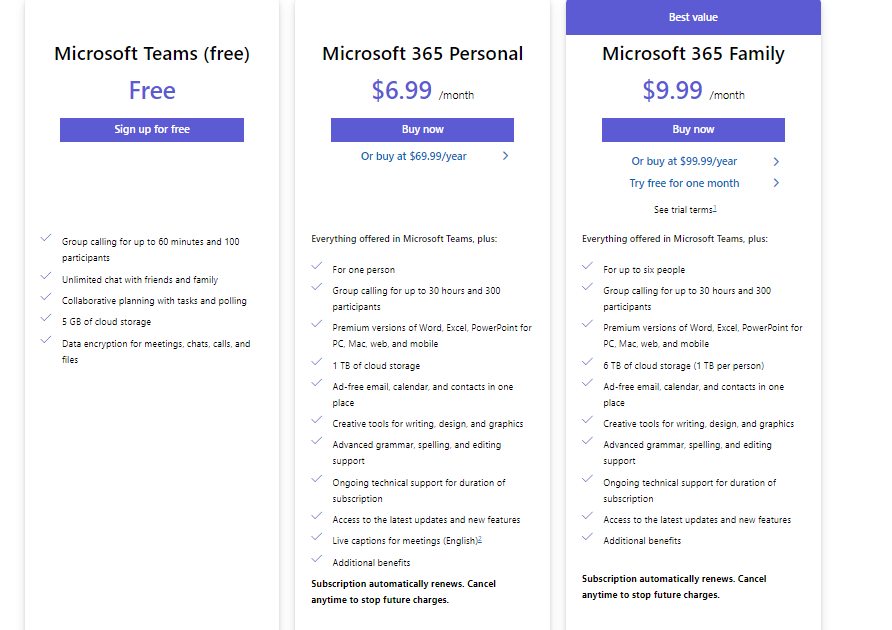 Microsoft Teams (free)
Free
Sign up for free
Group calling for up to 60 minutes and 100
participants
Unlimited chat with friends and family
Collaborative planning with tasks and polling
5 GB of cloud storage
Data encryption for meetings, chats, calls, and
files
Microsoft 365 Personal
$6.99 /month
Buy now
Or buy at $69.99/year
Everything offered in Microsoft Teams, plus:
For one person
Group calling for up to 30 hours and 300
participants
Premium versions of Word, Excel, PowerPoint for
PC, Mac, web, and mobile
1 TB of cloud storage
Ad-free email, calendar, and contacts in one
place
Creative tools for writing, design, and graphics
Advanced grammar, spelling, and editing
support
Ongoing technical support for duration of
subscription
Access to the latest updates and new features
Live captions for meetings (English)2
Additional benefits
Subscription automatically renews. Cancel
anytime to stop future charges.
Best value
Microsoft 365 Family
$9.99 /month
Buy now
Or buy at $99.99/year
Try free for one month
See trial terms1
Everything offered in Microsoft Teams, plus:
For up to six people
Group calling for up to 30 hours and 300
participants
Premium versions of Word, Excel, PowerPoint for
PC, Mac, web, and mobile
6 TB of cloud storage (1 TB per person)
Ad-free email, calendar, and contacts in one
place
Creative tools for writing, design, and graphics
Advanced grammar, spelling, and editing
support
Ongoing technical support for duration of
subscription
Access to the latest updates and new features
Additional benefits
Subscription automatically renews. Cancel
anytime to stop future charges.